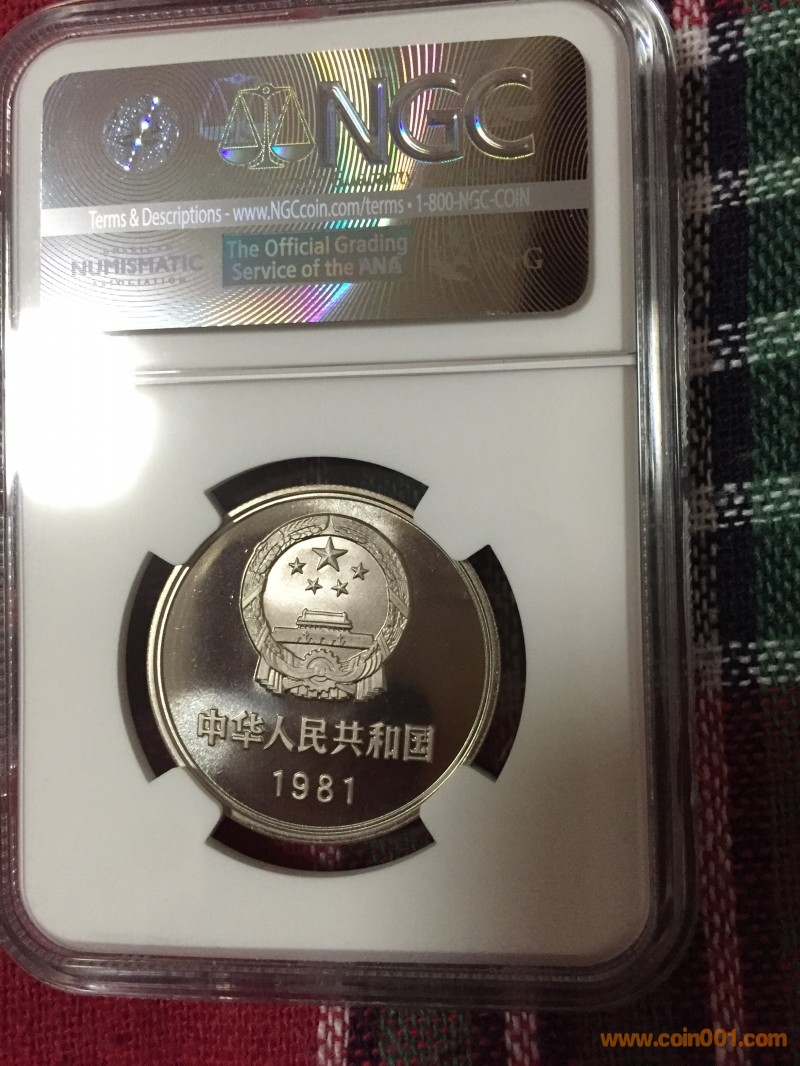 NGC
Terms & Descriptions - www.NGCcoin.com/terms • 1-800-NGC-COIN
NUMISMATIC
ASSOCIATION
The Official Grading
Service of the ANA
中华人民共和国
1981
www.coin001.com